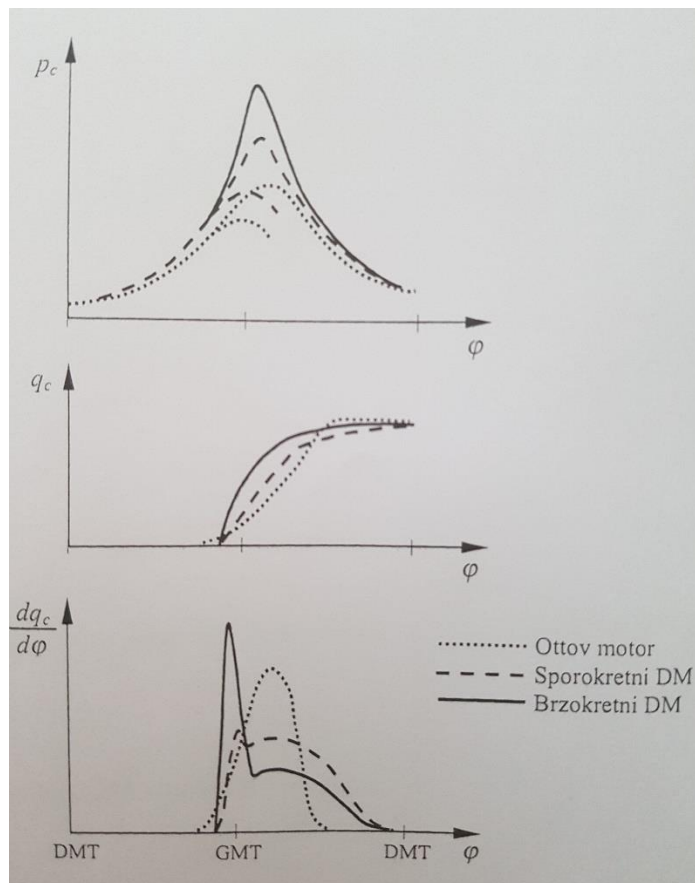 p_c
φ
q_c
φ
dq_c
dφ
Ottov motor
Sporokretni DM
Brzokretni DM
DMT GMT DMT φ